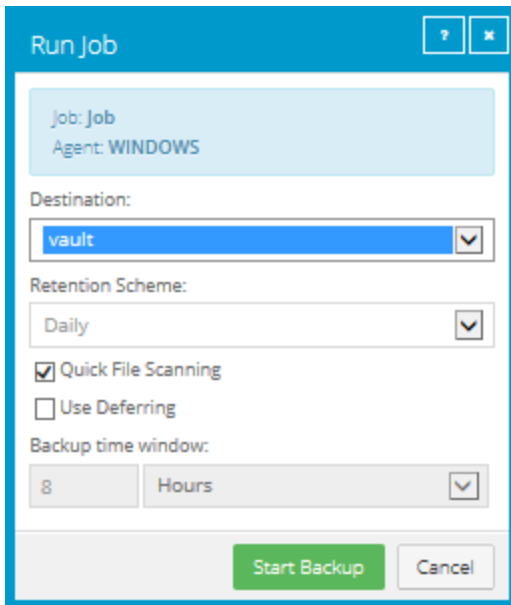 Run Job
?
×
Job: Job
Agent: WINDOWS
Destination:
vault
Retention Scheme:
Daily
Quick File Scanning
Use Deferring
Backup time window:
8 Hours
Start Backup Cancel